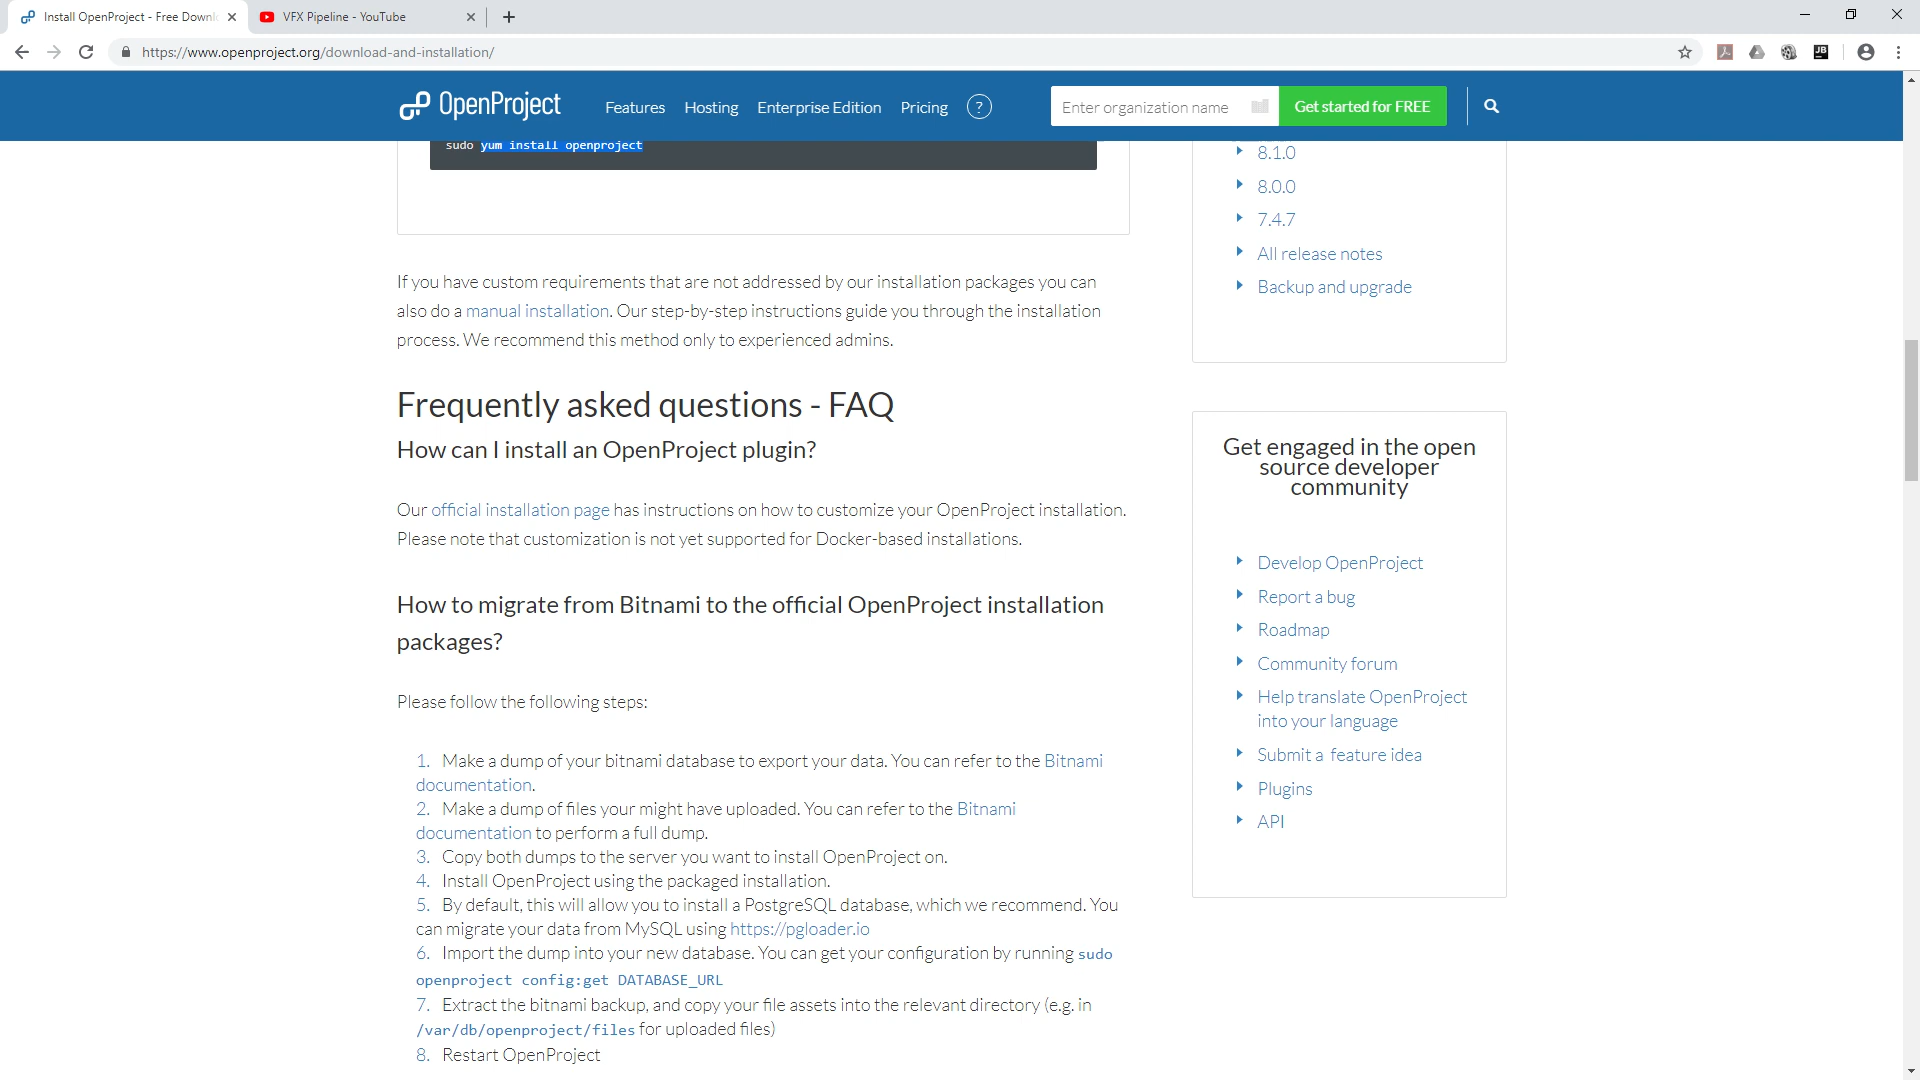 Install OpenProject - Free Downl
VFX Pipeline - YouTube
https://www.openproject.org/download-and-installation/
OpenProject
Features
Hosting
Enterprise Edition
Pricing
?
Enter organization name
Get started for FREE
sudo yum install openproject
If you have custom requirements that are not addressed by our installation packages you can
also do a manual installation. Our step-by-step instructions guide you through the installation
process. We recommend this method only to experienced admins.
Frequently asked questions - FAQ
How can I install an OpenProject plugin?
Our official installation page has instructions on how to customize your OpenProject installation.
Please note that customization is not yet supported for Docker-based installations.
How to migrate from Bitnami to the official OpenProject installation
packages?
Please follow the following steps:
1. Make a dump of your bitnami database to export your data. You can refer to the Bitnami
documentation.
2. Make a dump of files your might have uploaded. You can refer to the Bitnami
documentation to perform a full dump.
3. Copy both dumps to the server you want to install OpenProject on.
4. Install OpenProject using the packaged installation.
5. By default, this will allow you to install a PostgreSQL database, which we recommend. You
can migrate your data from MySQL using https://pgloader.io
6. Import the dump into your new database. You can get your configuration by running sudo
openproject config:get DATABASE_URL
7. Extract the bitnami backup, and copy your file assets into the relevant directory (e.g. in
/var/db/openproject/files for uploaded files)
8. Restart OpenProject
8.1.0
8.0.0
7.4.7
All release notes
Backup and upgrade
Get engaged in the open
source developer
community
Develop OpenProject
Report a bug
Roadmap
Community forum
Help translate OpenProject
into your language
Submit a feature idea
Plugins
API
JB